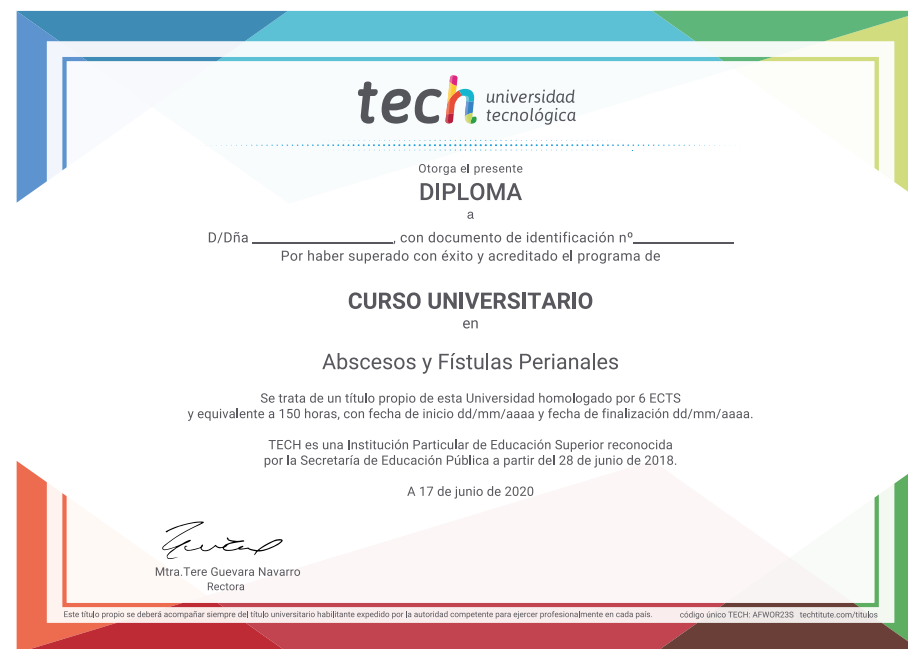 tech universidad
tecnológica
Otorga el presente
DIPLOMA
a
D/Dña ____________________, con documento de identificación nº______________
Por haber superado con éxito y acreditado el programa de
CURSO UNIVERSITARIO
en
Abscesos y Fístulas Perianales
Se trata de un título propio de esta Universidad homologado por 6 ECTS
y equivalente a 150 horas, con fecha de inicio dd/mm/aaaa y fecha de finalización dd/mm/aaaa.
TECH es una Institución Particular de Educación Superior reconocida
por la Secretaría de Educación Pública a partir del 28 de junio de 2018.
A 17 de junio de 2020
Mtra.Tere Guevara Navarro
Rectora
Este título propio se deberá acompañar siempre del título universitario habilitante expedido por la autoridad competente para ejercer profesionalmente en cada país. código único TECH: AFWOR23S techtitute.com/titulos